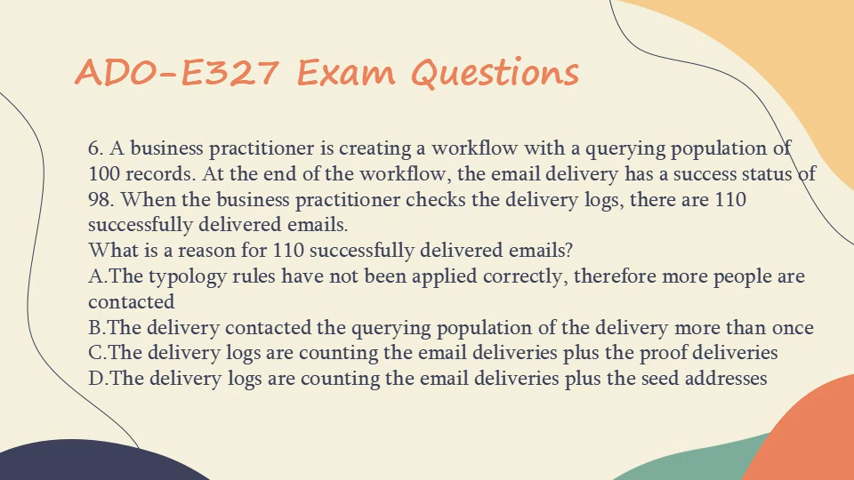 ADO-E327 Exam Questions
6. A business practitioner is creating a workflow with a querying population of
100 records. At the end of the workflow, the email delivery has a success status of
98. When the business practitioner checks the delivery logs, there are 110
successfully delivered emails.
What is a reason for 110 successfully delivered emails?
A.The typology rules have not been applied correctly, therefore more people are
contacted
B.The delivery contacted the querying population of the delivery more than once
C.The delivery logs are counting the email deliveries plus the proof deliveries
D.The delivery logs are counting the email deliveries plus the seed addresses